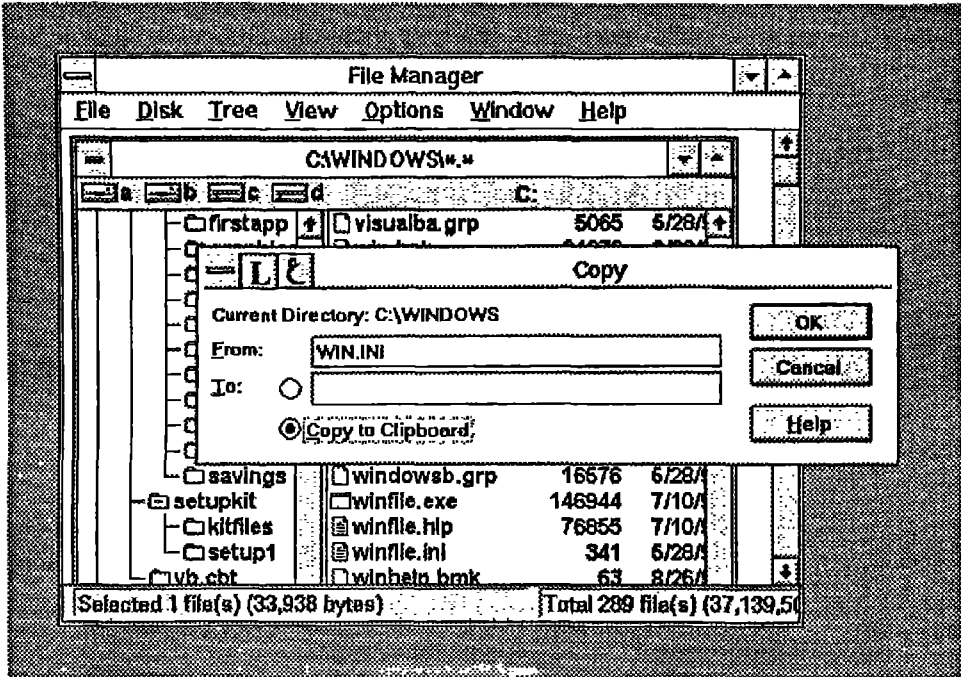 File Manager
File Disk Tree View Options Window Help
C:\WINDOWS\*.*
a b c d C:
firstapp visualba.grp 5065 5/28/
L غ Copy
Current Directory: C:\WINDOWS
OK
From: WIN.INI
Cancel
To:
Copy to Clipboard
Help
savings windowsb.grp 16576 5/28/
setupkit winfile.exe 146944 7/10/
kitfiles winfile.hlp 76855 7/10/
setup1 winfile.ini 341 5/28/
vb.cbt winhelp.bmk 63 8/26/
Selected 1 file(s) (33,938 bytes) Total 289 file(s) (37,139,5